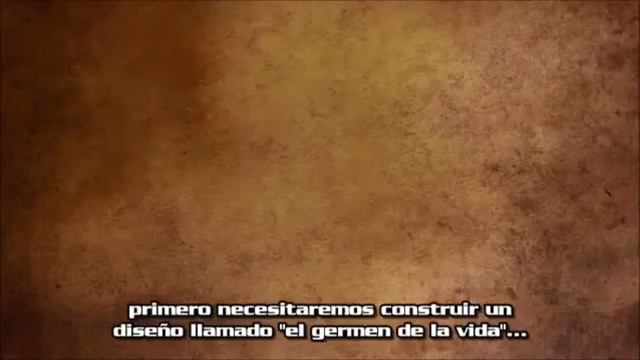 primero necesitaremos construir un
diseño llamado "el germen de la vida"...